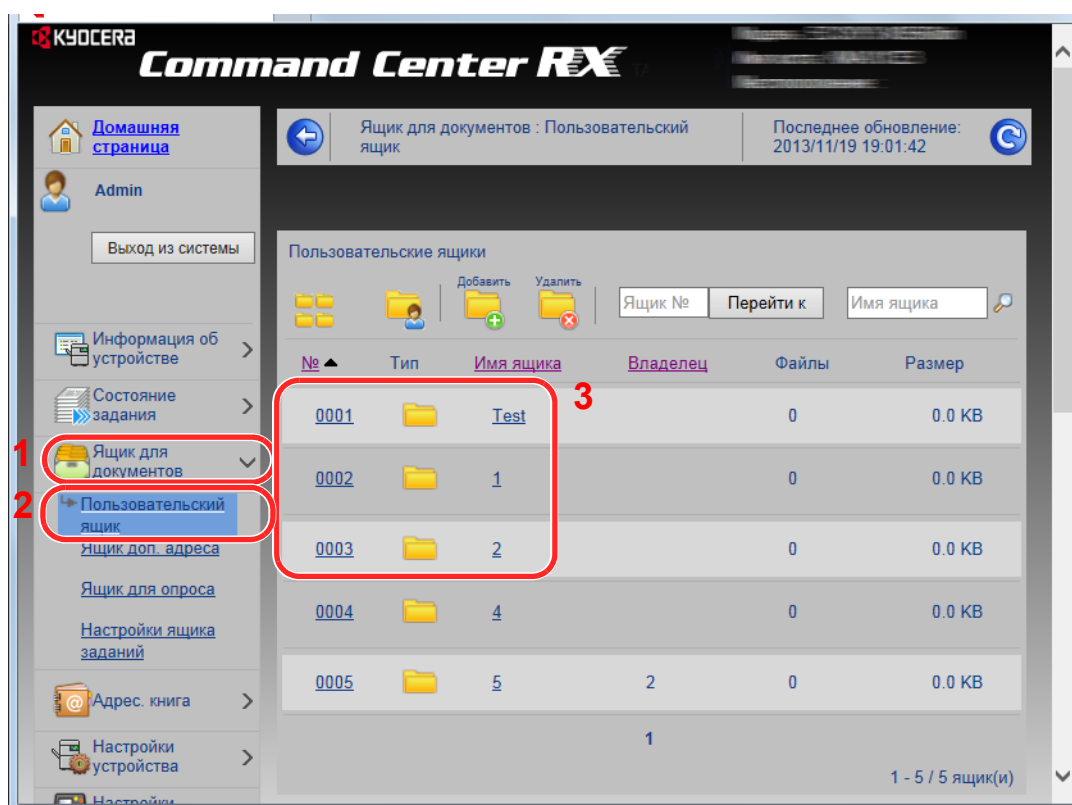 KYOCERA
Command Center RX
Домашняя
страница
Admin
Выход из системы
Ящик для документов : Пользовательский
ящик
Последнее обновление:
2013/11/19 19:01:42
Информация об
устройстве
Состояние
задания
1
Ящик для
документов
2
Пользовательский
ящик
Ящик доп. адреса
Ящик для опроса
Настройки ящика
заданий
Адрес. книга
Настройки
устройства
Настройки
Пользовательские ящики
Добавить Удалить
Ящик № Перейти к Имя ящика
№ Тип Имя ящика Владелец Файлы Размер
3
0001 Test 0 0.0 KB
0002 1 0 0.0 KB
0003 2 0 0.0 KB
0004 4 0 0.0 KB
0005 5 2 0 0.0 KB
1
1 - 5 / 5 ящик(и)